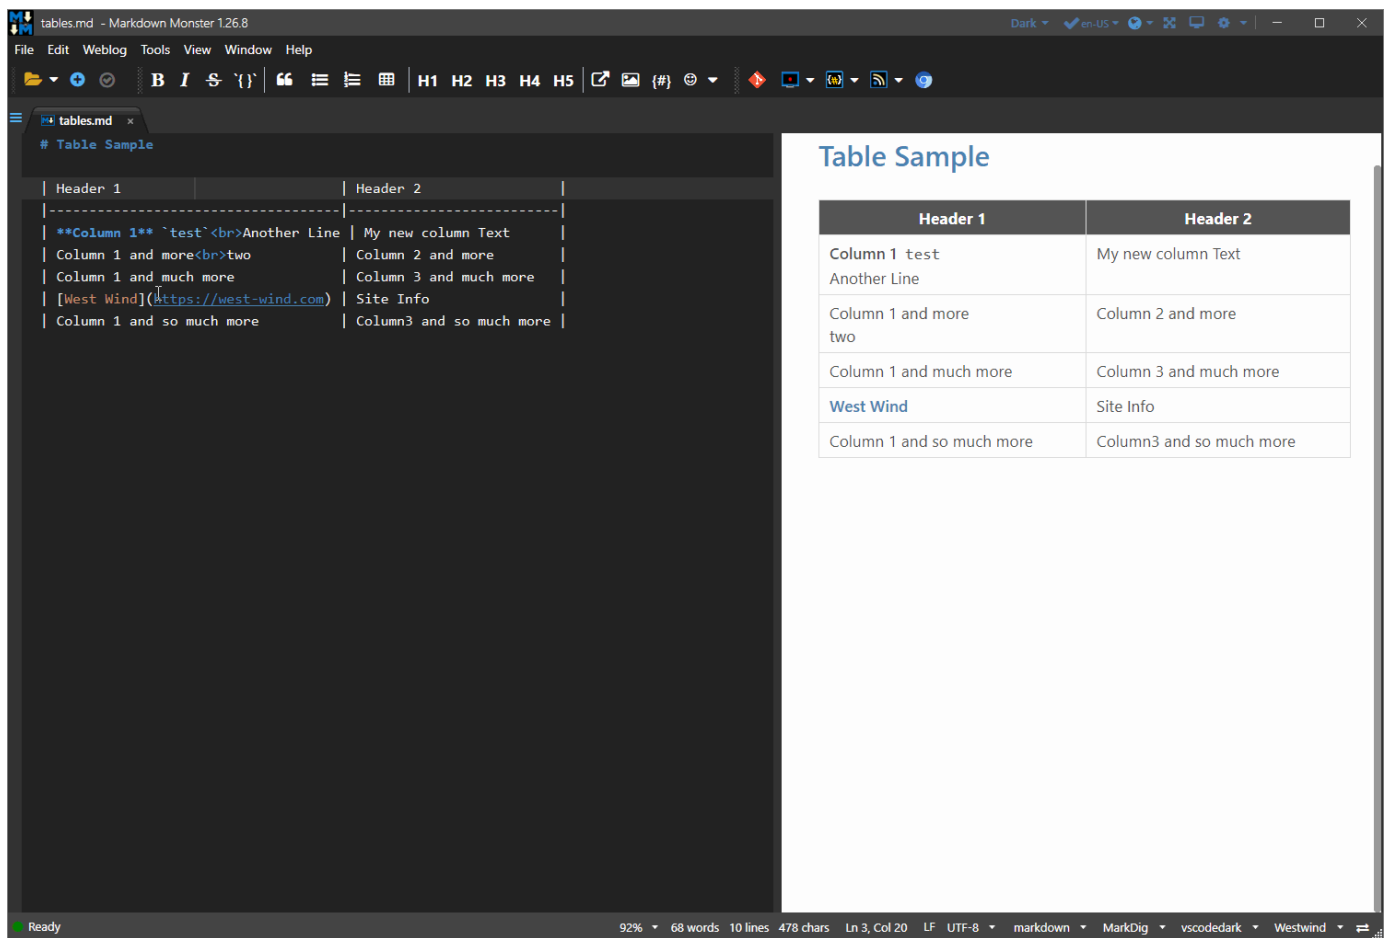 tables.md - Markdown Monster 1.26.8
Dark en-US
File Edit Weblog Tools View Window Help
B I S `{}` H1 H2 H3 H4 H5 {#}
tables.md ×
# Table Sample
| Header 1 | Header 2 |
|------------------------------------|--------------------------|
| **Column 1** `test`<br>Another Line | My new column Text |
| Column 1 and more<br>two | Column 2 and more |
| Column 1 and much more | Column 3 and much more |
| [West Wind](https://west-wind.com) | Site Info |
| Column 1 and so much more | Column3 and so much more |
Table Sample
Header 1 Header 2
Column 1 test My new column Text
Another Line
Column 1 and more Column 2 and more
two
Column 1 and much more Column 3 and much more
West Wind Site Info
Column 1 and so much more Column3 and so much more
Ready 92% 68 words 10 lines 478 chars Ln 3, Col 20 LF UTF-8 markdown MarkDig vscodedark Westwind